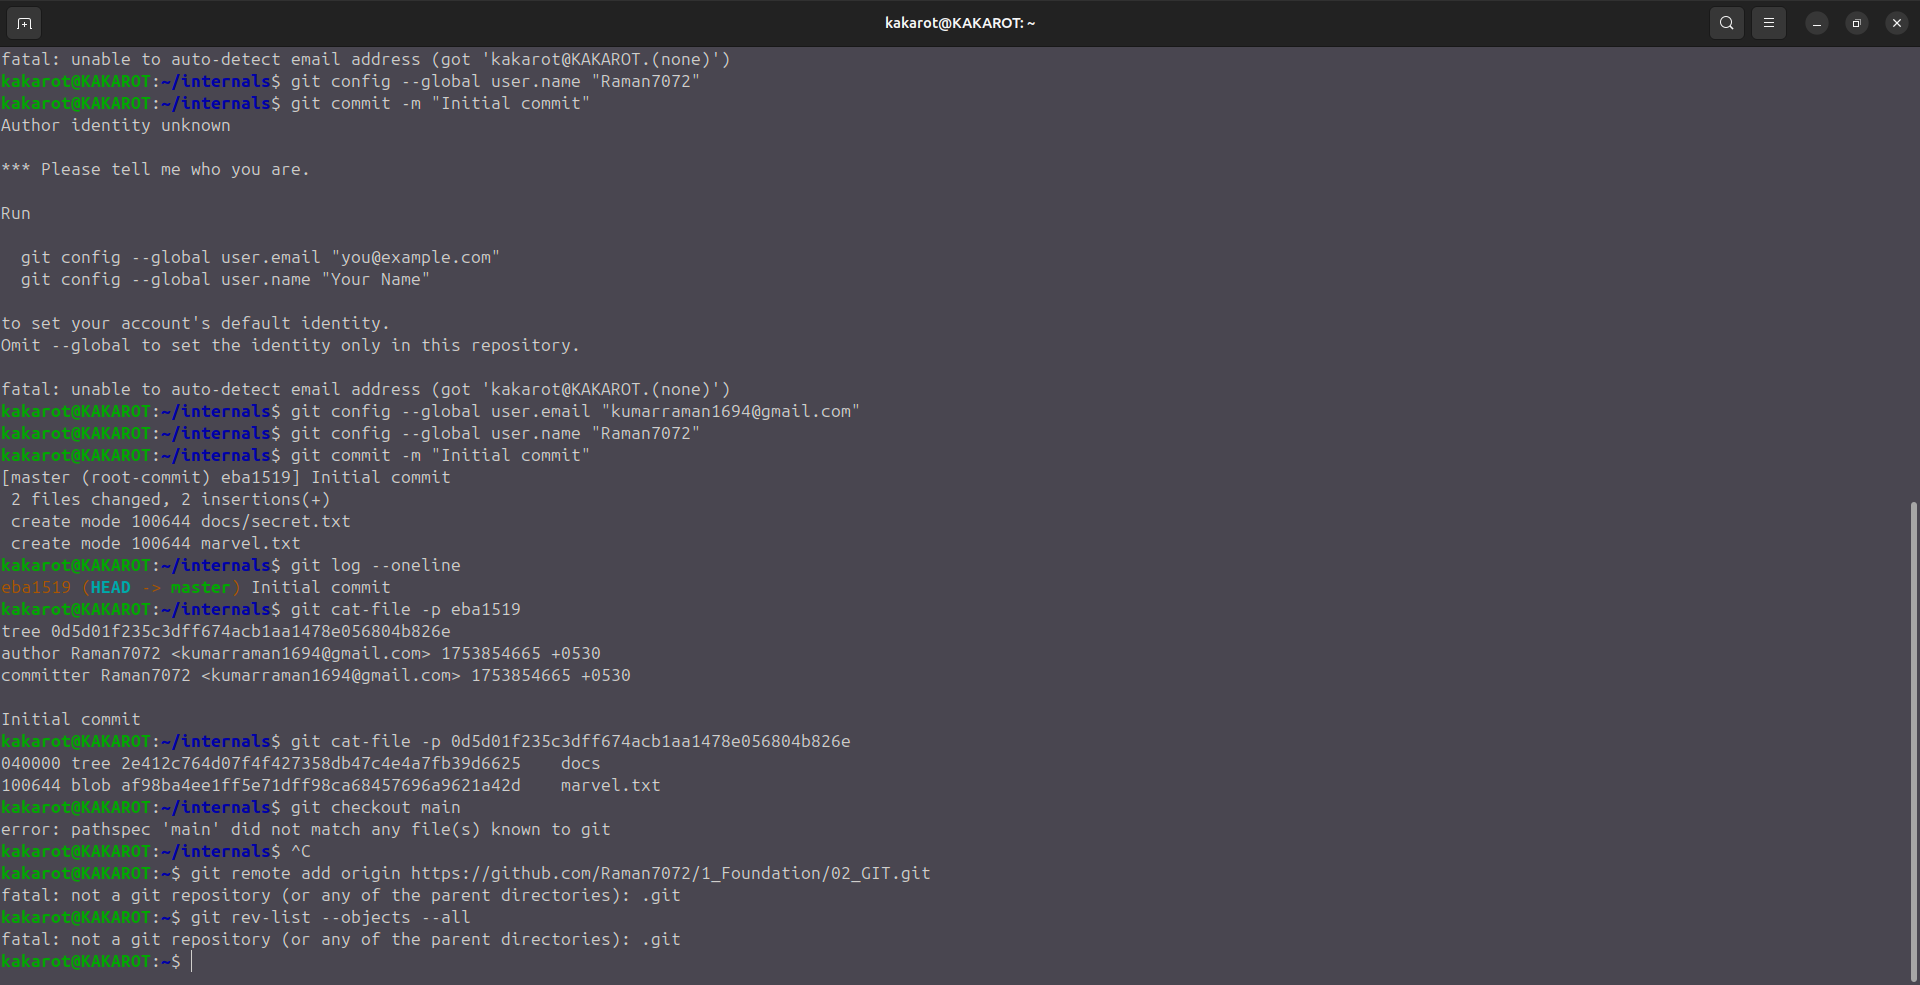 kakarot@KAKAROT: ~
fatal: unable to auto-detect email address (got 'kakarot@KAKAROT.(none)')
kakarot@KAKAROT:~/internals$ git config --global user.name "Raman7072"
kakarot@KAKAROT:~/internals$ git commit -m "Initial commit"
Author identity unknown
*** Please tell me who you are.
Run
git config --global user.email "you@example.com"
git config --global user.name "Your Name"
to set your account's default identity.
Omit --global to set the identity only in this repository.
fatal: unable to auto-detect email address (got 'kakarot@KAKAROT.(none)')
kakarot@KAKAROT:~/internals$ git config --global user.email "kumarraman1694@gmail.com"
kakarot@KAKAROT:~/internals$ git config --global user.name "Raman7072"
kakarot@KAKAROT:~/internals$ git commit -m "Initial commit"
[master (root-commit) eba1519] Initial commit
2 files changed, 2 insertions(+)
create mode 100644 docs/secret.txt
create mode 100644 marvel.txt
kakarot@KAKAROT:~/internals$ git log --oneline
eba1519 (HEAD -> master) Initial commit
kakarot@KAKAROT:~/internals$ git cat-file -p eba1519
tree 0d5d01f235c3dff674acb1aa1478e056804b826e
author Raman7072 <kumarraman1694@gmail.com> 1753854665 +0530
committer Raman7072 <kumarraman1694@gmail.com> 1753854665 +0530
Initial commit
kakarot@KAKAROT:~/internals$ git cat-file -p 0d5d01f235c3dff674acb1aa1478e056804b826e
040000 tree 2e412c764d07f4f427358db47c4e4a7fb39d6625    docs
100644 blob af98ba4ee1ff5e71dff98ca68457696a9621a42d    marvel.txt
kakarot@KAKAROT:~/internals$ git checkout main
error: pathspec 'main' did not match any file(s) known to git
kakarot@KAKAROT:~/internals$ ^C
kakarot@KAKAROT:~$ git remote add origin https://github.com/Raman7072/1_Foundation/02_GIT.git
fatal: not a git repository (or any of the parent directories): .git
kakarot@KAKAROT:~$ git rev-list --objects --all
fatal: not a git repository (or any of the parent directories): .git
kakarot@KAKAROT:~$